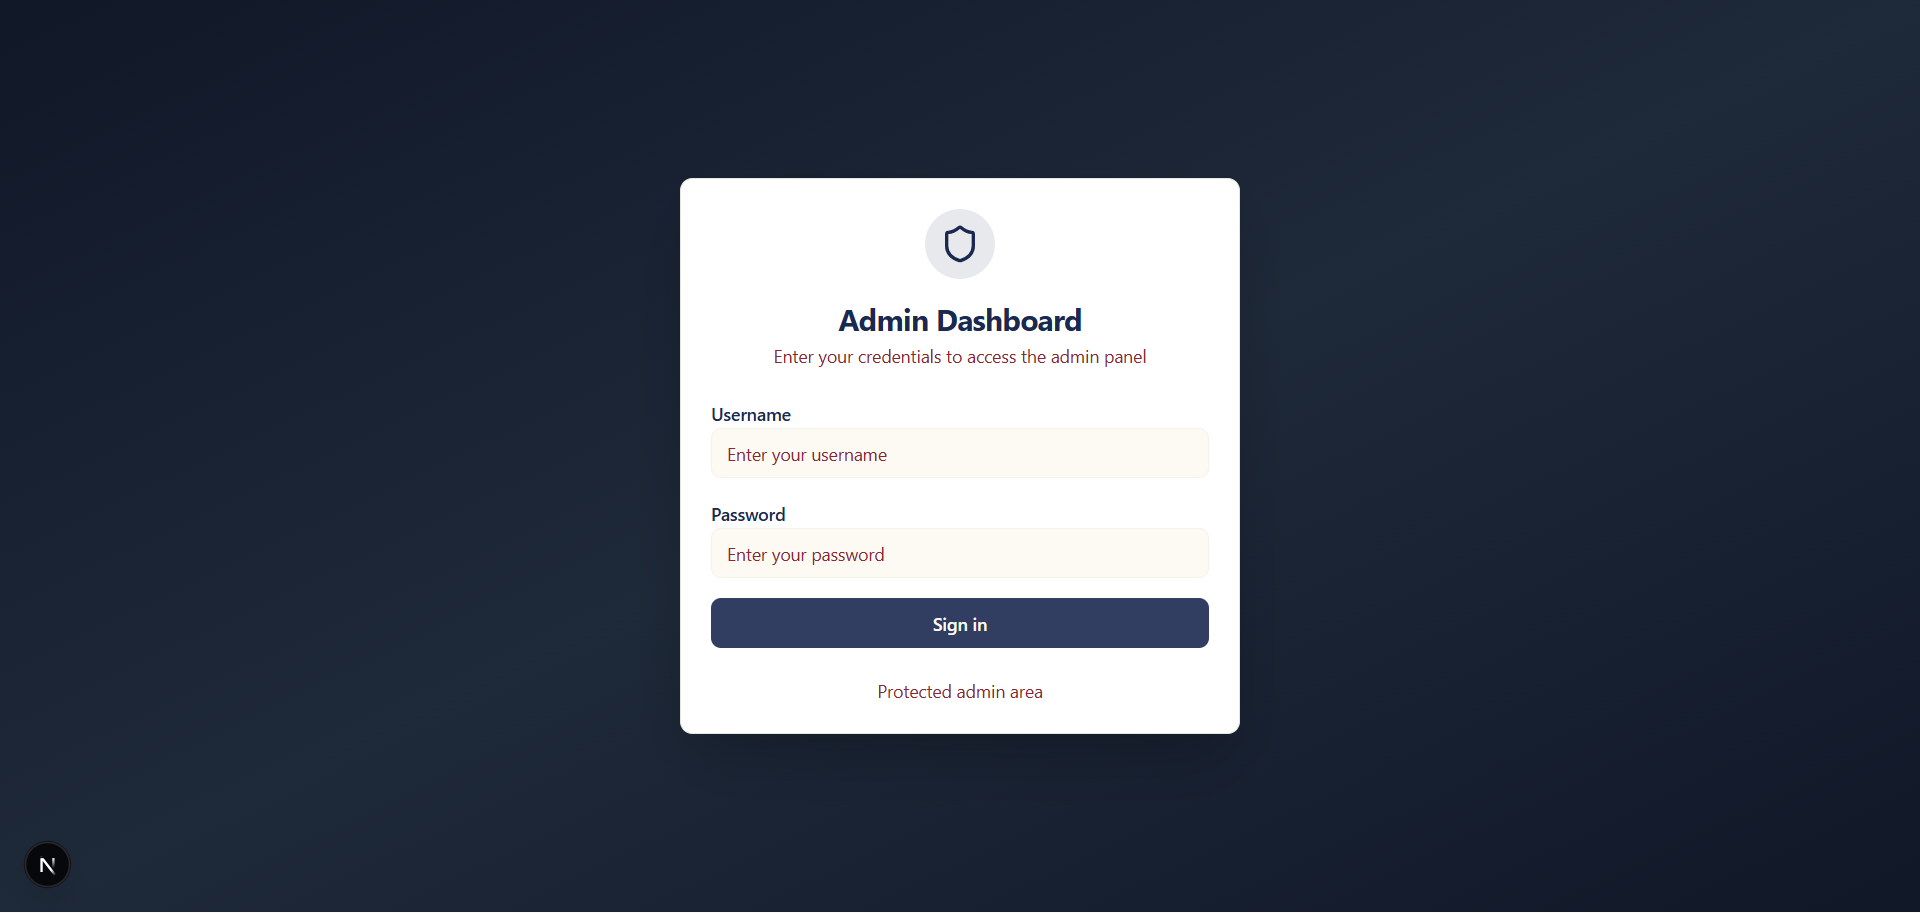 Admin Dashboard
Enter your credentials to access the admin panel
Username
Enter your username
Password
Enter your password
Sign in
Protected admin area
N